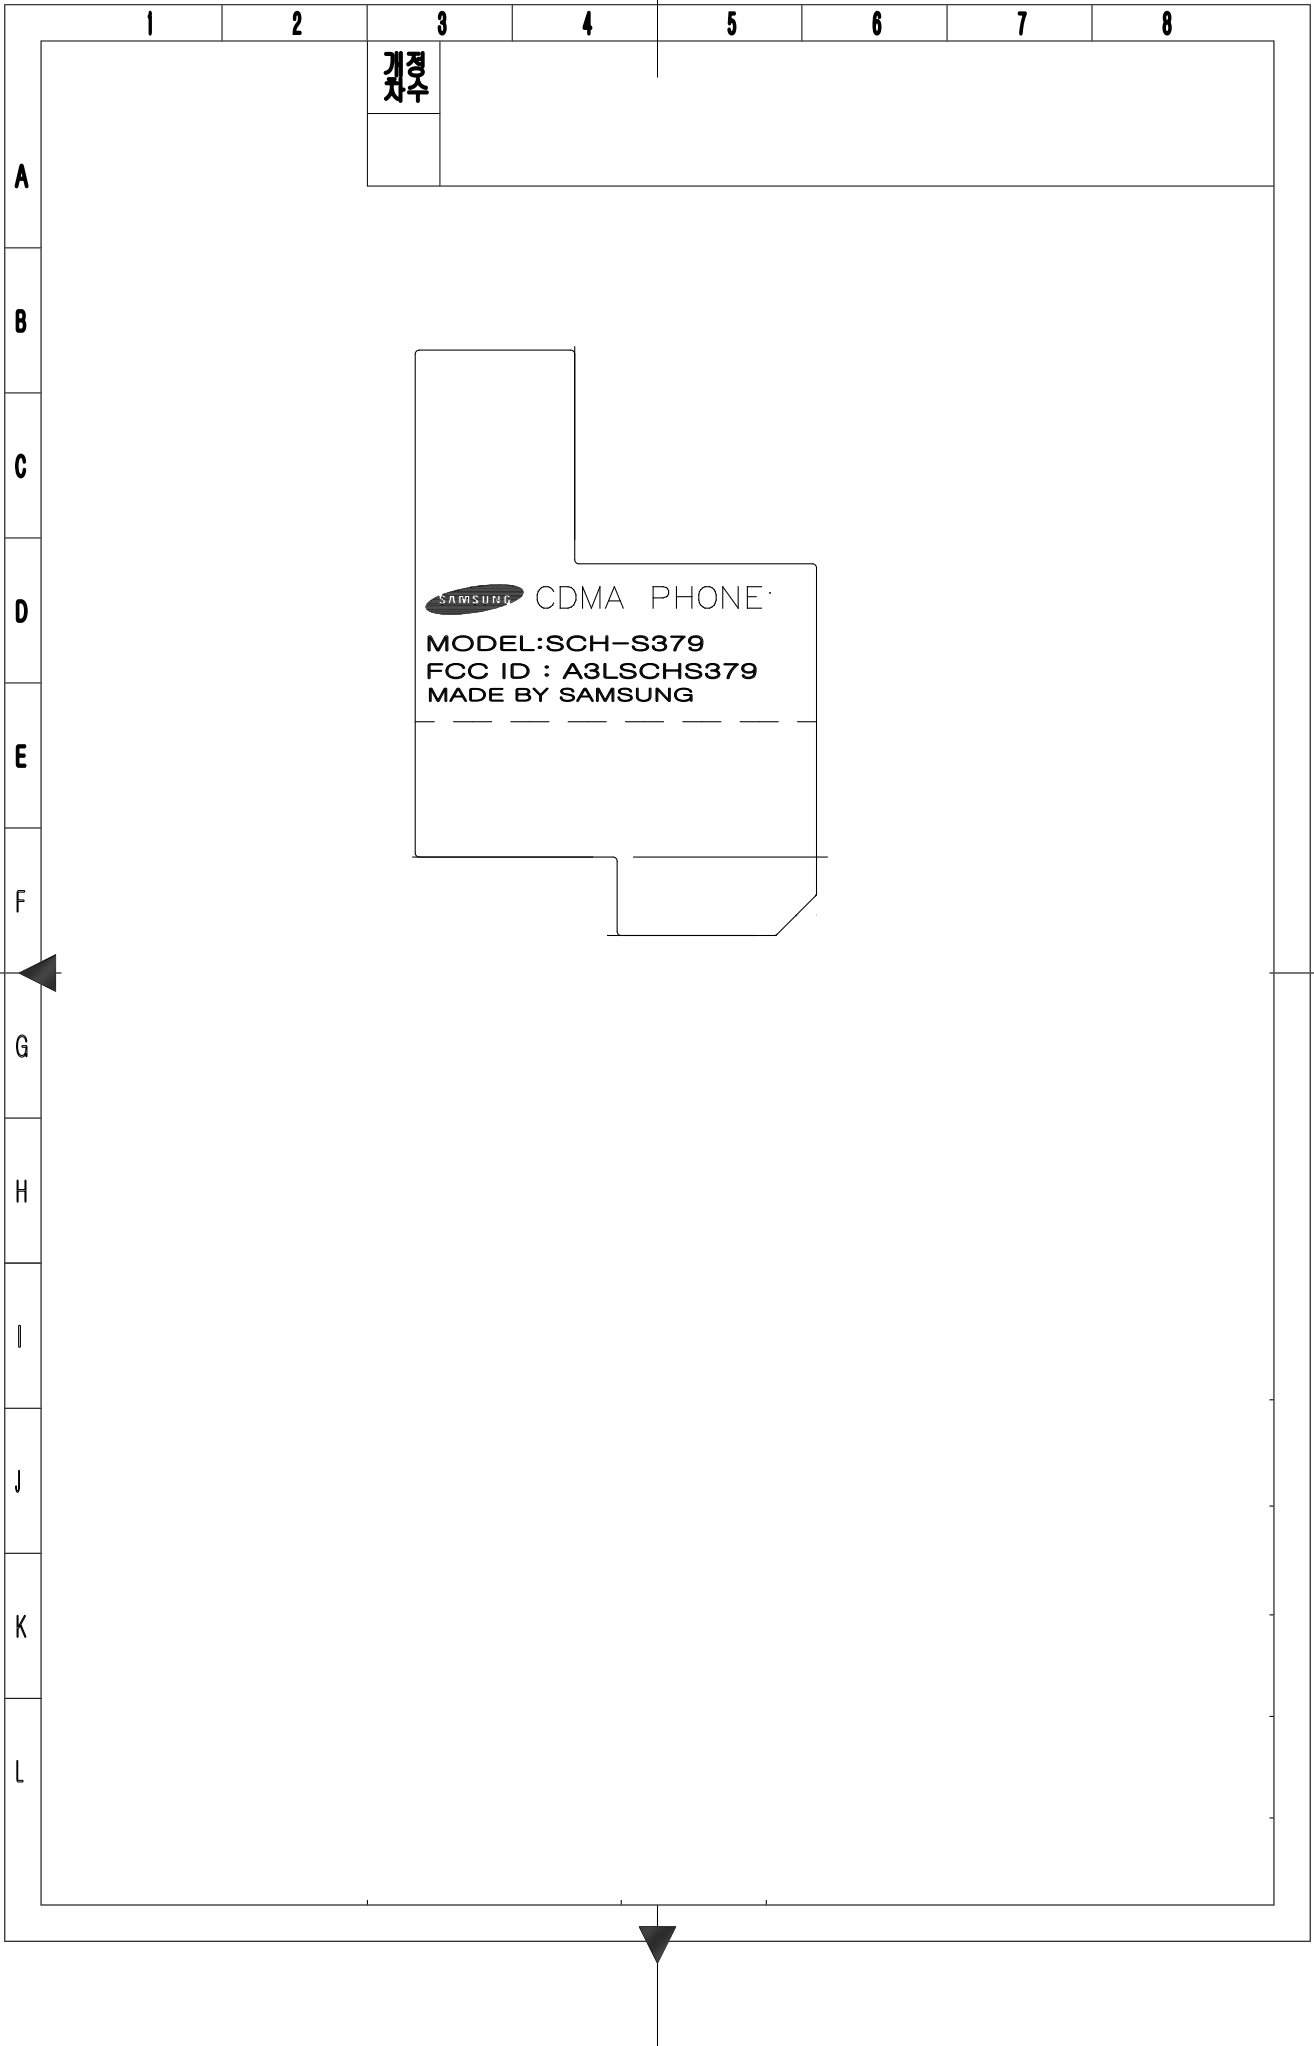 1 2 3 4 5 6 7 8
개정
차수
A
B
C
D
E
F
G
H
I
J
K
L
SAMSUNG CDMA PHONE
MODEL:SCH-S379
FCC ID : A3LSCHS379
MADE BY SAMSUNG